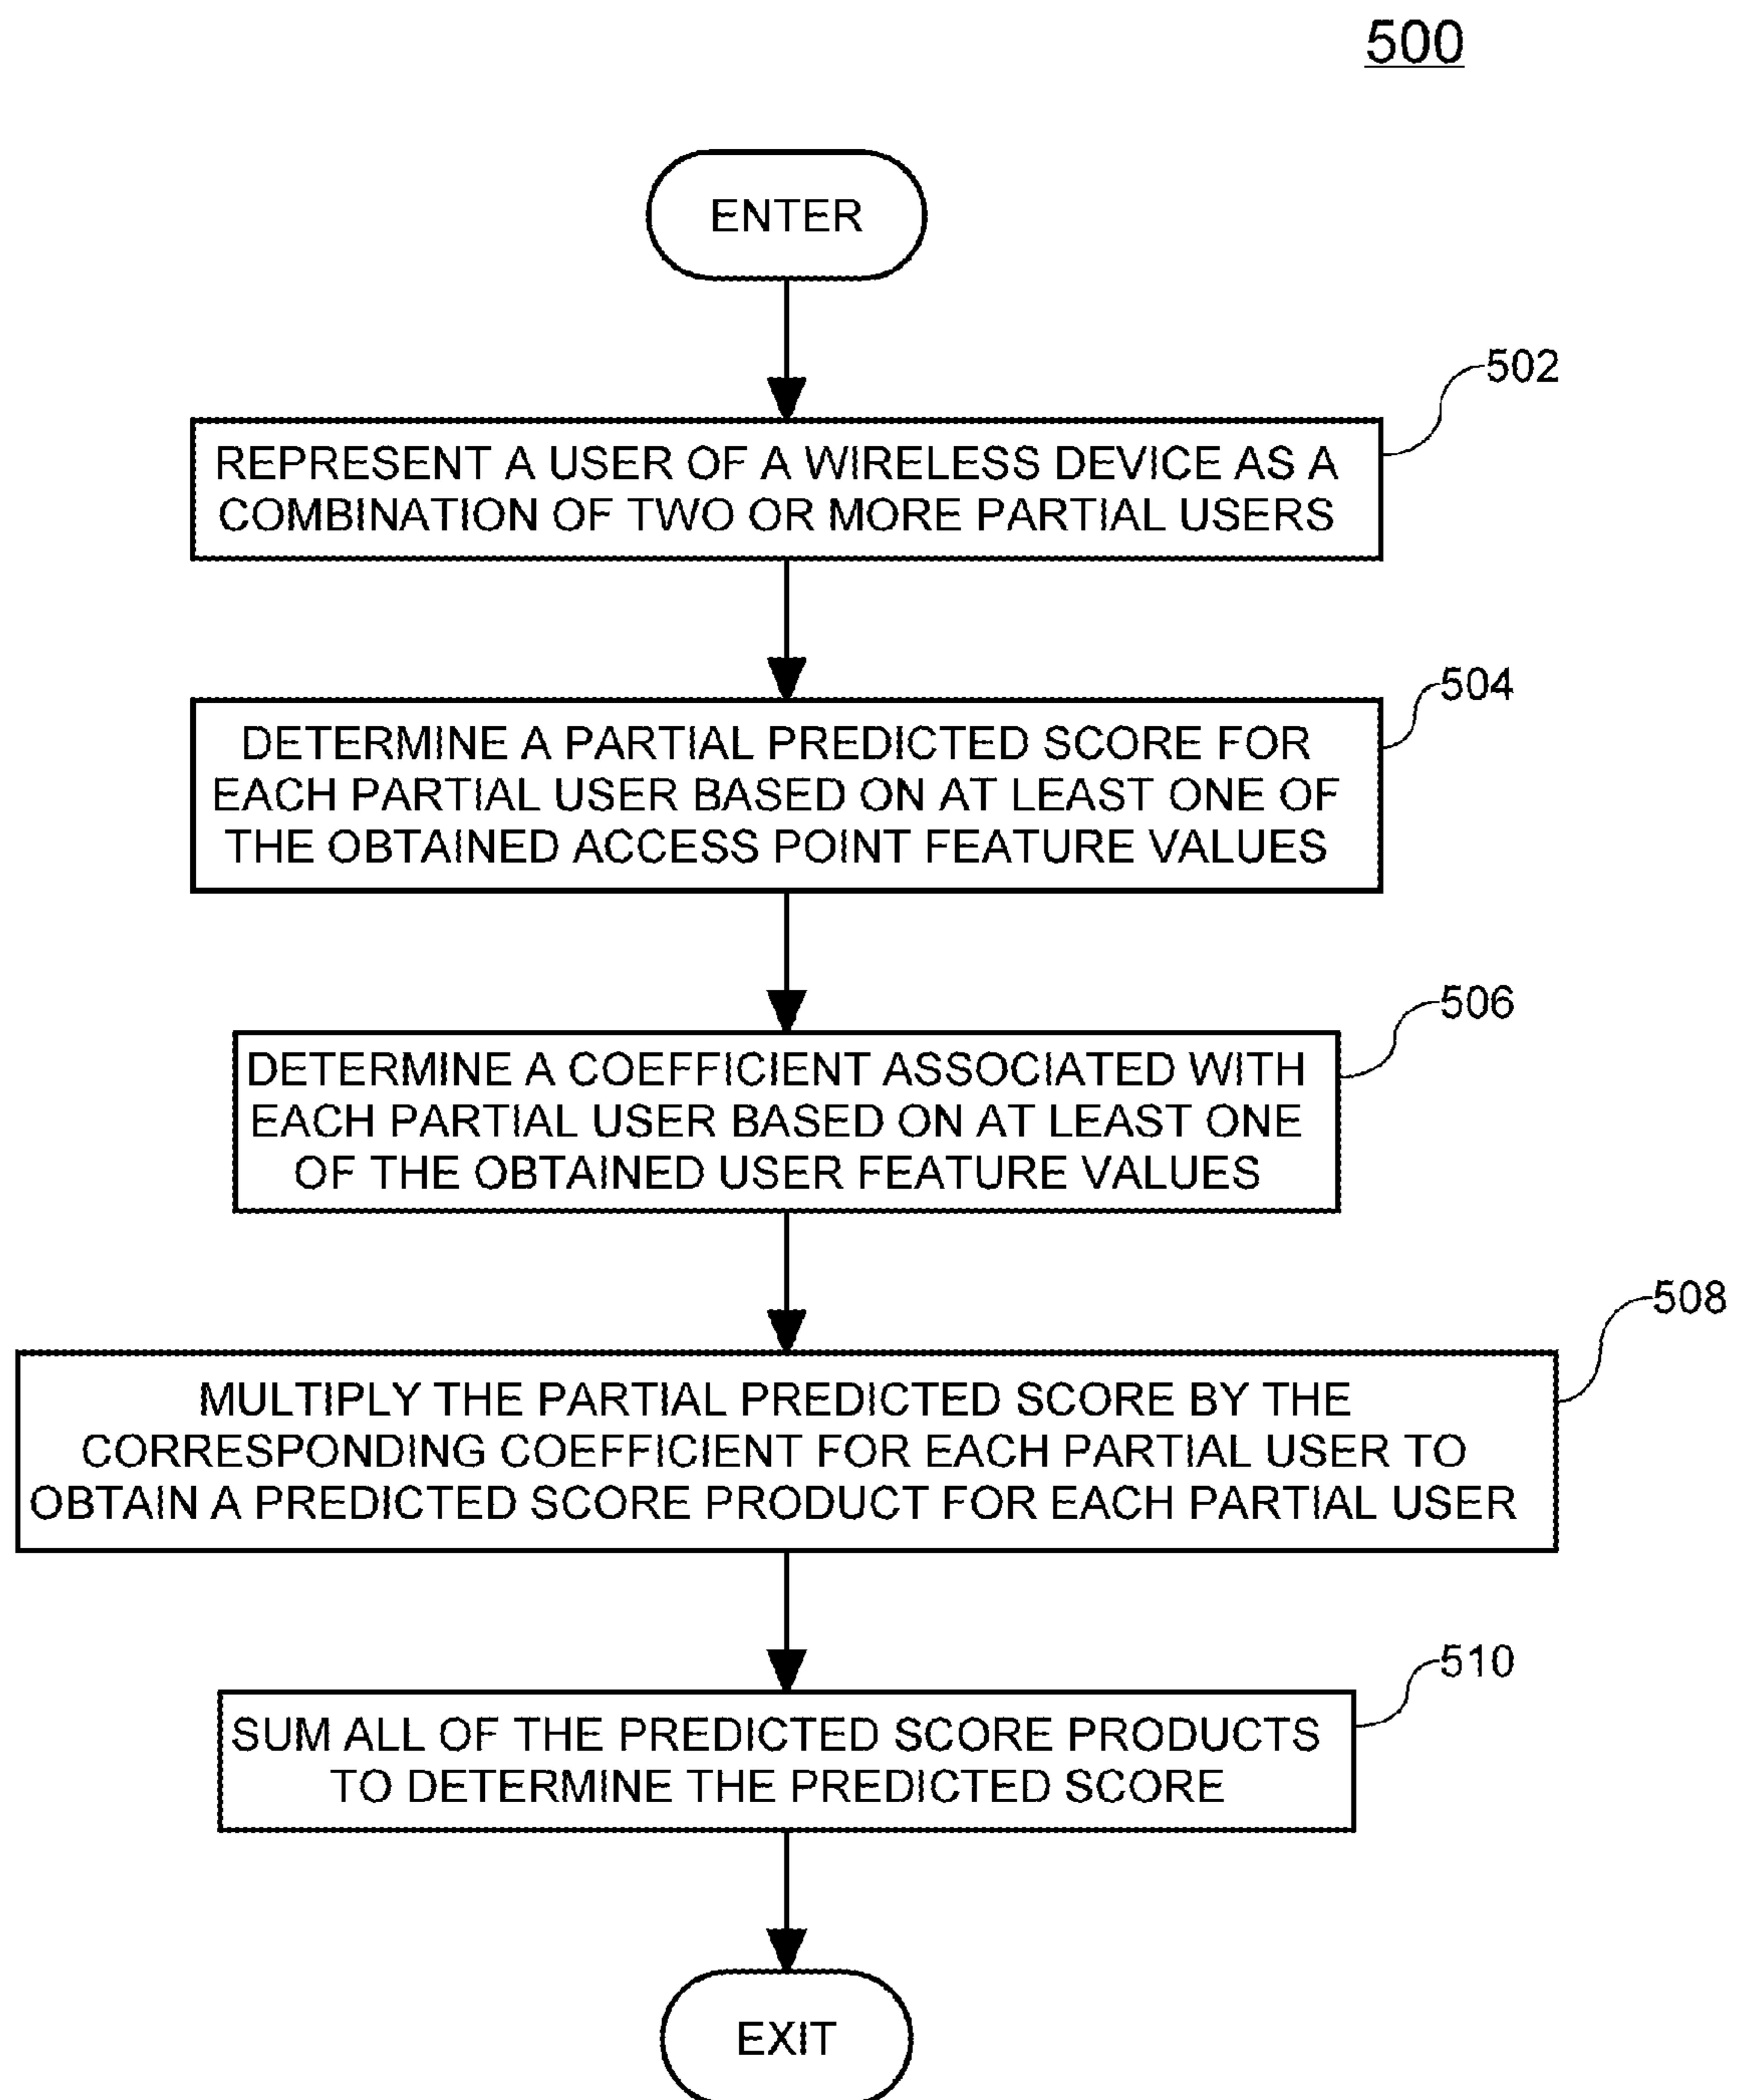 500
ENTER
502
REPRESENT A USER OF A WIRELESS DEVICE AS A
COMBINATION OF TWO OR MORE PARTIAL USERS
504
DETERMINE A PARTIAL PREDICTED SCORE FOR
EACH PARTIAL USER BASED ON AT LEAST ONE OF
THE OBTAINED ACCESS POINT FEATURE VALUES
506
DETERMINE A COEFFICIENT ASSOCIATED WITH
EACH PARTIAL USER BASED ON AT LEAST ONE
OF THE OBTAINED USER FEATURE VALUES
508
MULTIPLY THE PARTIAL PREDICTED SCORE BY THE
CORRESPONDING COEFFICIENT FOR EACH PARTIAL USER TO
OBTAIN A PREDICTED SCORE PRODUCT FOR EACH PARTIAL USER
510
SUM ALL OF THE PREDICTED SCORE PRODUCTS
TO DETERMINE THE PREDICTED SCORE
EXIT